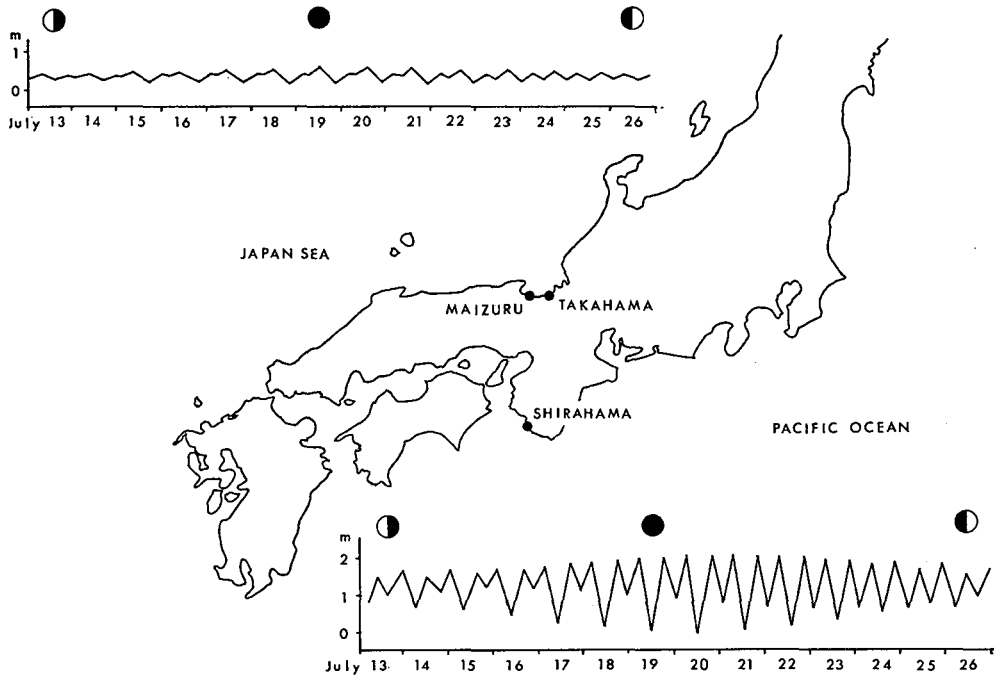 m
1
0
July 13 14 15 16 17 18 19 20 21 22 23 24 25 26
JAPAN SEA
MAIZURU
TAKAHAMA
SHIRAHAMA
PACIFIC OCEAN
m
2
1
0
July 13 14 15 16 17 18 19 20 21 22 23 24 25 26